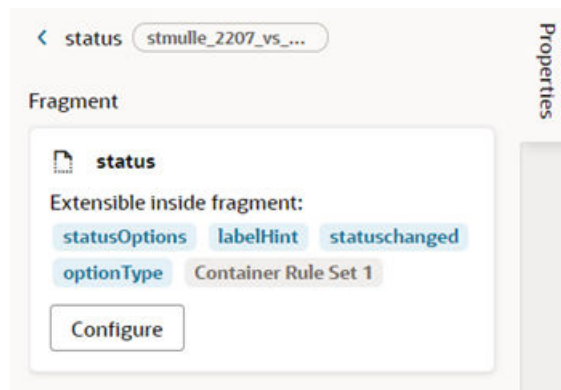 status stmulle_2207_vs_...
Properties
Fragment
status
Extensible inside fragment:
statusOptions labelHint statuschanged
optionType Container Rule Set 1
Configure